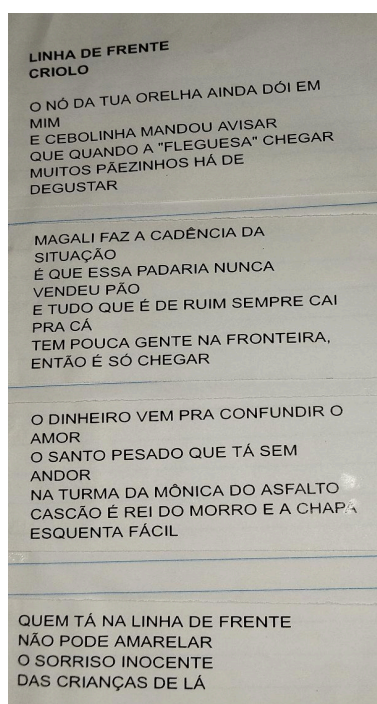 LINHA DE FRENTE
CRIOLO
O NÓ DA TUA ORELHA AINDA DÓI EM
MIM
E CEBOLINHA MANDOU AVISAR
QUE QUANDO A "FLEGUESA" CHEGAR
MUITOS PÃEZINHOS HÁ DE
DEGUSTAR
MAGALI FAZ A CADÊNCIA DA
SITUAÇÃO
É QUE ESSA PADARIA NUNCA
VENDEU PÃO
E TUDO QUE É DE RUIM SEMPRE CAI
PRA CÁ
TEM POUCA GENTE NA FRONTEIRA,
ENTÃO É SÓ CHEGAR
O DINHEIRO VEM PRA CONFUNDIR O
AMOR
O SANTO PESADO QUE TÁ SEM
ANDOR
NA TURMA DA MÔNICA DO ASFALTO
CASCÃO É REI DO MORRO E A CHAPA
ESQUENTA FÁCIL
QUEM TÁ NA LINHA DE FRENTE
NÃO PODE AMARELAR
O SORRISO INOCENTE
DAS CRIANÇAS DE LÁ